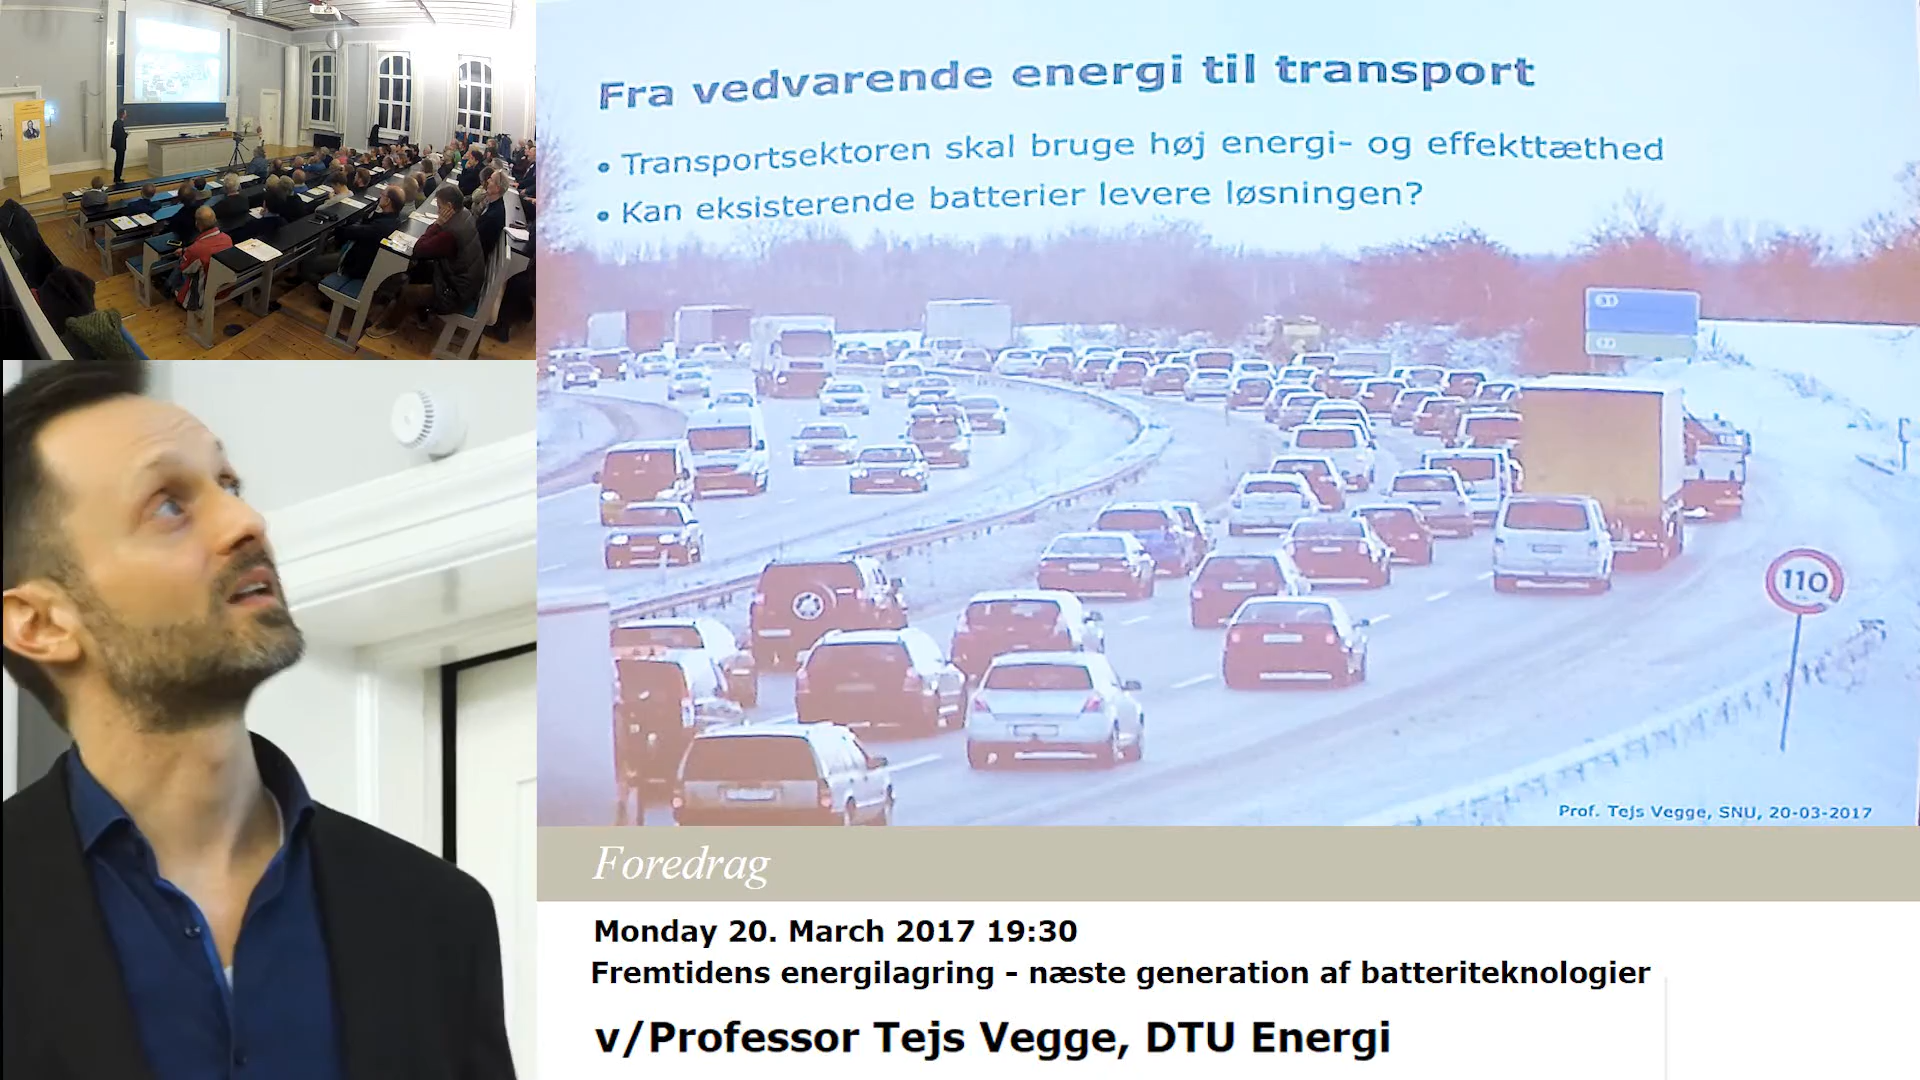 Fra vedvarende energi til transport
• Transportsektoren skal bruge høj energi- og effekttæthed
• Kan eksisterende batterier levere løsningen?
110
Prof. Tejs Vegge, SNU, 20-03-2017
Foredrag
Monday 20. March 2017 19:30
Fremtidens energilagring - næste generation af batteriteknologier
v/Professor Tejs Vegge, DTU Energi